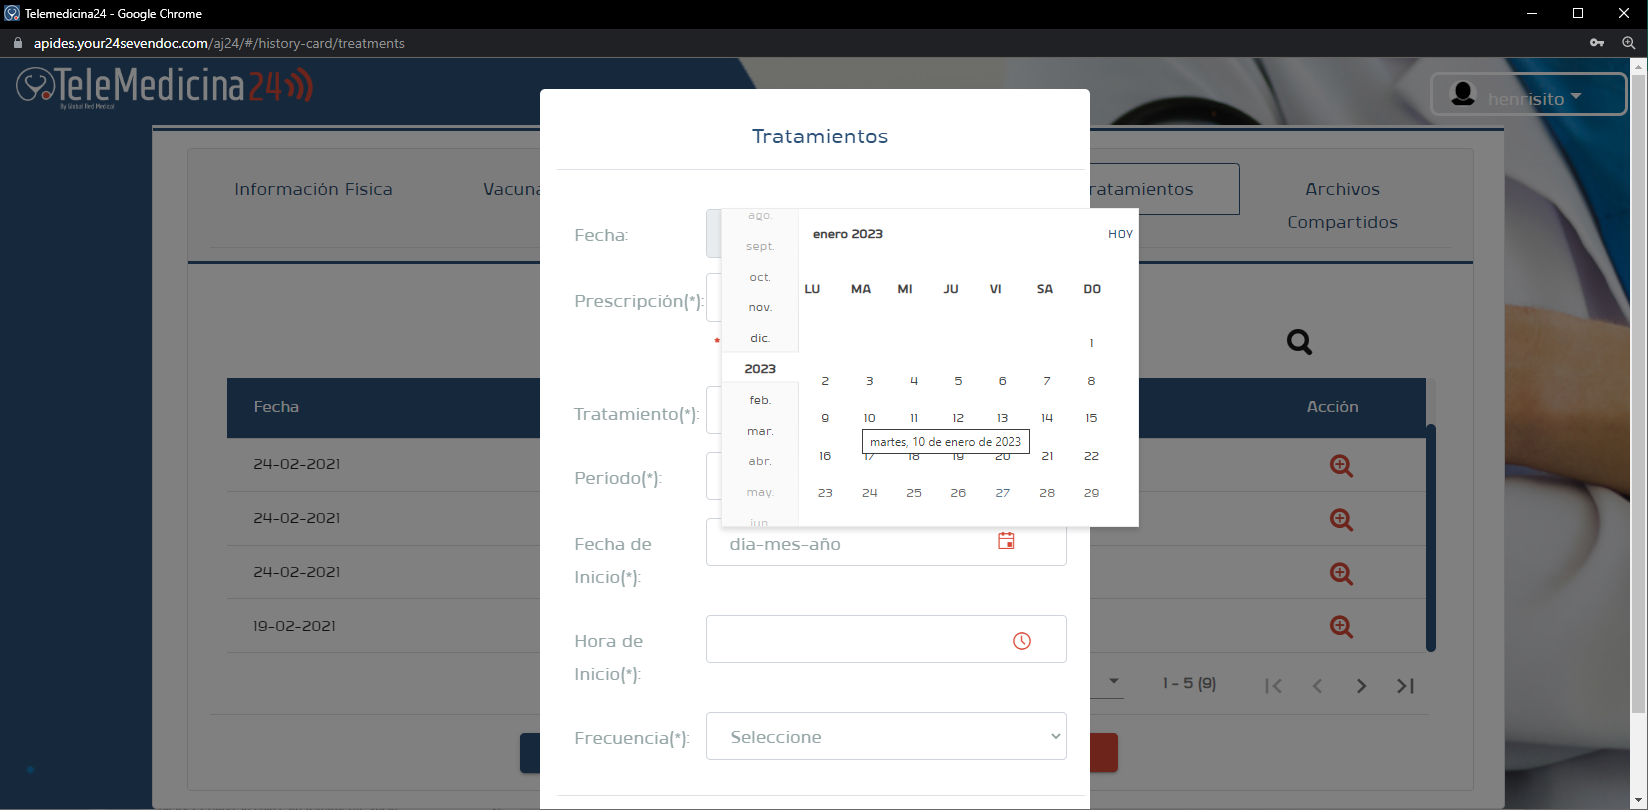 Telemedicina24 - Google Chrome
apides.your24sevendoc.com/aj24/#/history-card/treatments
TeleMedicina24
By Global Red Medical
henrisito
Tratamientos
Información Fisica
Vacuna
ratamientos
Archivos
Compartidos
Fecha:
ago.
sept.
oct.
nov.
dic.
2023
feb.
mar.
abr.
may.
jun
enero 2023
HOY
LU MA MI JU VI SA DO
1
2 3 4 5 6 7 8
9 10 11 12 13 14 15
martes, 10 de enero de 2023
16 17 18 19 20 21 22
23 24 25 26 27 28 29
Prescripción(*):
*
Tratamiento(*):
Período(*):
Fecha de
Inicio(*):
día-mes-año
Hora de
Inicio(*):
Frecuencia(*):
Seleccione
Fecha
Acción
24-02-2021
24-02-2021
24-02-2021
19-02-2021
1 - 5 (9)